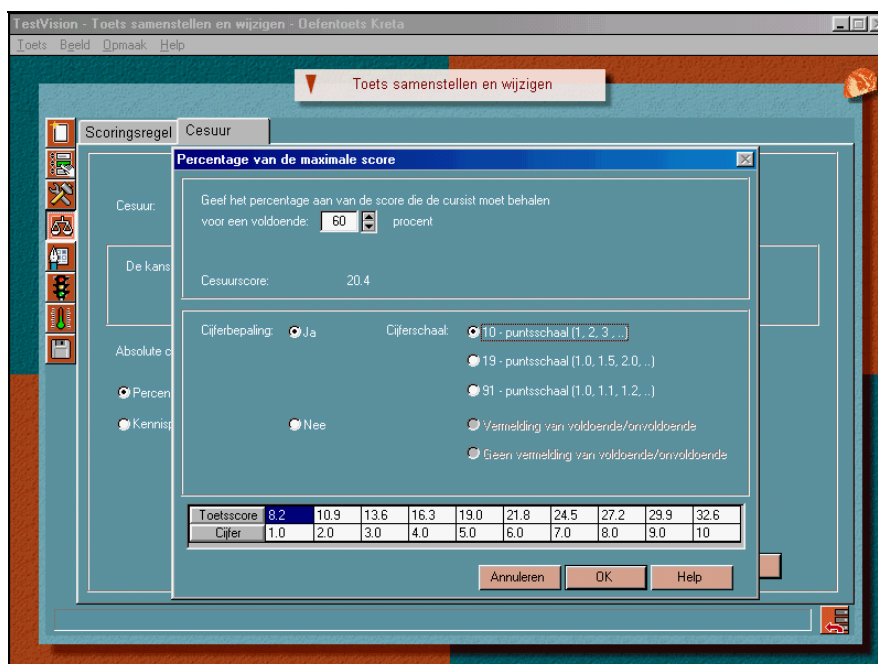 TestVision - Toets samenstellen en wijzigen - Oefentoets Kreta
Toets Beeld Opmaak Help
Toets samenstellen en wijzigen
Scoringsregel Cesuur
Percentage van de maximale score
Geef het percentage aan van de score die de cursist moet behalen
voor een voldoende: 60 procent
Cesuur:
De kans
Cesuurscore: 20.4
Cijferbepaling: Ja Cijferschaal: 10 - puntsschaal (1, 2, 3 , ..)
Absolute c
19 - puntsschaal (1.0, 1.5, 2.0, ..)
Percen
91 - puntsschaal (1.0, 1.1, 1.2, ..)
Kennisp
Nee Vermelding van voldoende/onvoldoende
Geen vermelding van voldoende/onvoldoende
Toetsscore 8.2 10.9 13.6 16.3 19.0 21.8 24.5 27.2 29.9 32.6
Cijfer 1.0 2.0 3.0 4.0 5.0 6.0 7.0 8.0 9.0 10
Annuleren OK Help